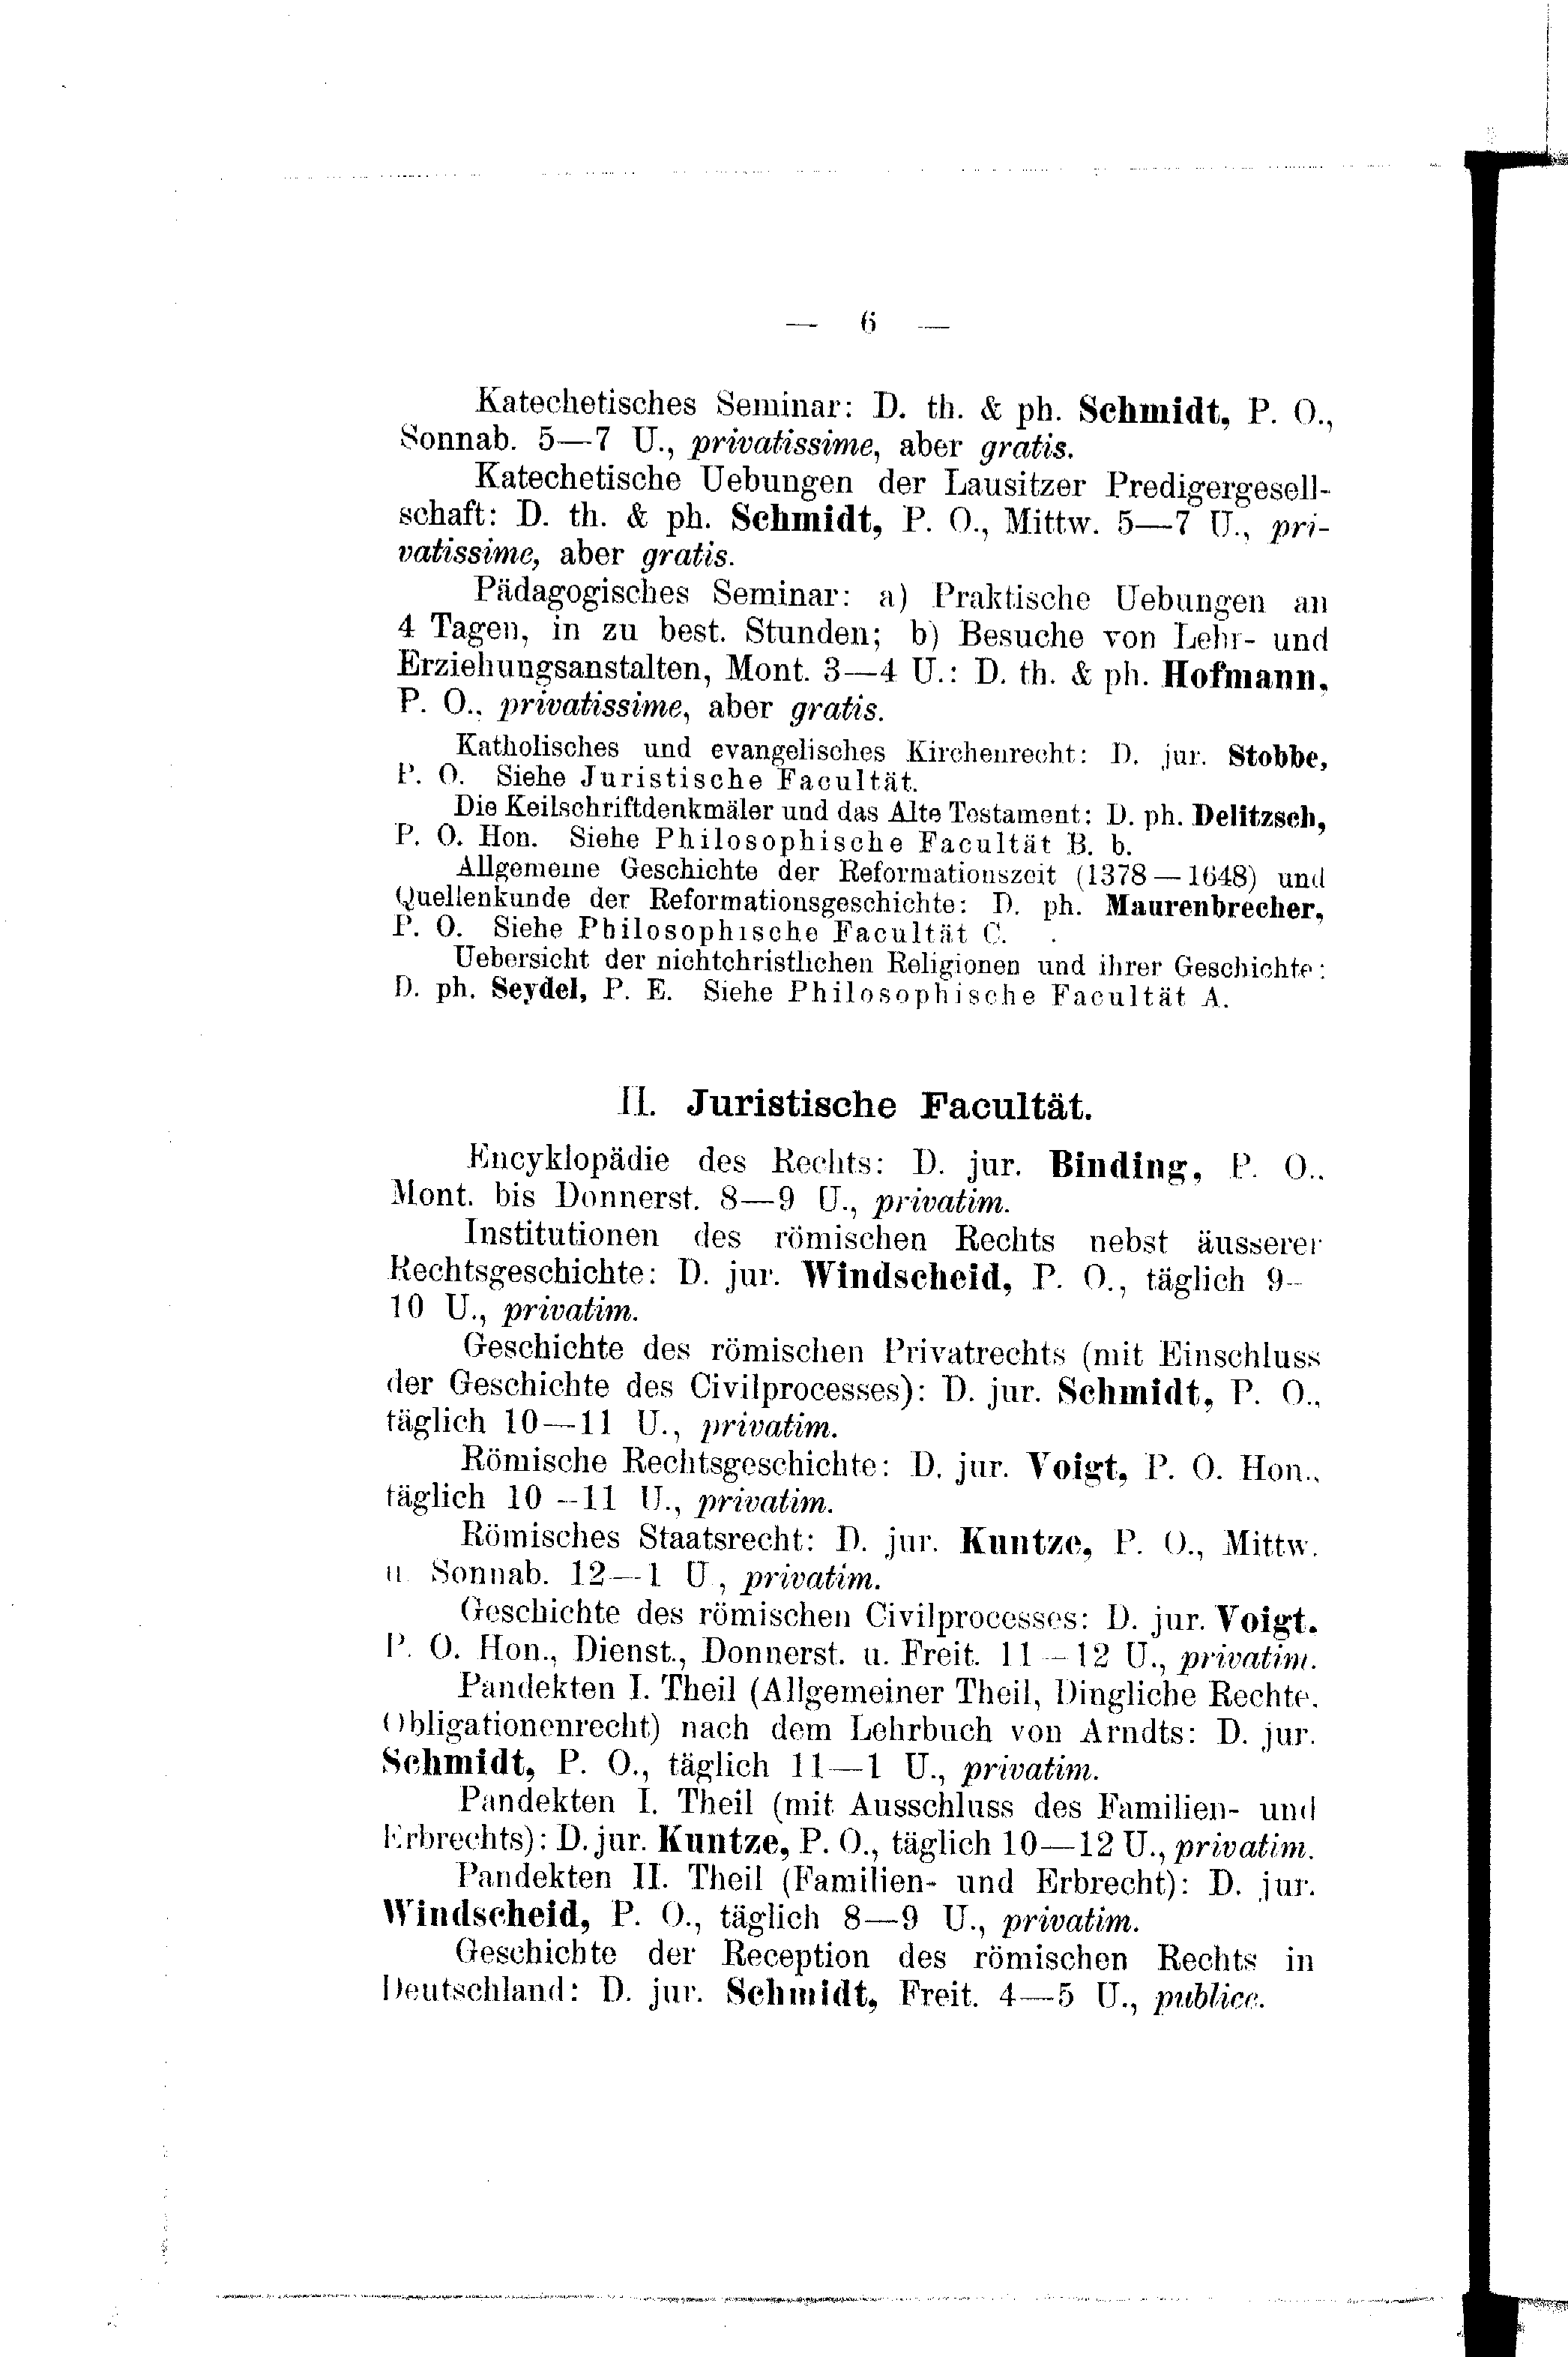 — 6 —
Katechetisches Seminar: D. th. & ph. Schmidt, P. O.,
Sonnab. 5—7 U., privatissime, aber gratis.
Katechetische Uebungen der Lausitzer Predigergesell-
schaft: D. th. & ph. Schmidt, P. O., Mittw. 5—7 U., pri-
vatissime, aber gratis.
Pädagogisches Seminar: a) Praktische Uebungen an
4 Tagen, in zu best. Stunden; b) Besuche von Lehr- und
Erziehungsanstalten, Mont. 3—4 U.: D. th. & ph. Hofmann,
P. O., privatissime, aber gratis.
Katholisches und evangelisches Kirchenrecht: D. jur. Stobbe,
P. O. Siehe Juristische Facultät.
Die Keilschriftdenkmäler und das Alte Testament: D. ph. Delitzsch,
P. O. Hon. Siehe Philosophische Facultät B. b.
Allgemeine Geschichte der Reformationszeit (1378—1648) und
Quellenkunde der Reformationsgeschichte: D. ph. Maurenbrecher,
P. O. Siehe Philosophische Facultät C.
Uebersicht der nichtchristlichen Religionen und ihrer Geschichte:
D. ph. Seydel, P. E. Siehe Philosophische Facultät A.
II. Juristische Facultät.
Encyklopädie des Rechts: D. jur. Binding, P. O.,
Mont. bis Donnerst. 8—9 U., privatim.
Institutionen des römischen Rechts nebst äusserer
Rechtsgeschichte: D. jur. Windscheid, P. O., täglich 9—
10 U., privatim.
Geschichte des römischen Privatrechts (mit Einschluss
der Geschichte des Civilprocesses): D. jur. Schmidt, P. O.,
täglich 10—11 U., privatim.
Römische Rechtsgeschichte: D. jur. Voigt, P. O. Hon.,
täglich 10—11 U., privatim.
Römisches Staatsrecht: D. jur. Kuntze, P. O., Mittw.
u. Sonnab. 12—1 U., privatim.
Geschichte des römischen Civilprocesses: D. jur. Voigt,
P. O. Hon., Dienst., Donnerst. u. Freit. 11—12 U., privatim.
Pandekten I. Theil (Allgemeiner Theil, Dingliche Rechte,
Obligationenrecht) nach dem Lehrbuch von Arndts: D. jur.
Schmidt, P. O., täglich 11—1 U., privatim.
Pandekten I. Theil (mit Ausschluss des Familien- und
Erbrechts): D. jur. Kuntze, P. O., täglich 10—12 U., privatim.
Pandekten II. Theil (Familien- und Erbrecht): D. jur.
Windscheid, P. O., täglich 8—9 U., privatim.
Geschichte der Reception des römischen Rechts in
Deutschland: D. jur. Schmidt, Freit. 4—5 U., publice.